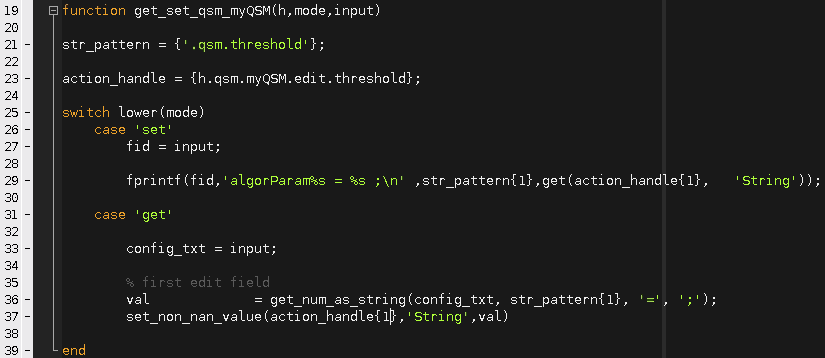 19 function get_set_qsm_myQSM(h,mode,input)
20
21 - str_pattern = {'.qsm.threshold'};
22
23 - action_handle = {h.qsm.myQSM.edit.threshold};
24
25 - switch lower(mode)
26 - case 'set'
27 - fid = input;
28
29 - fprintf(fid,'algorParam%s = %s ;\n' ,str_pattern{1},get(action_handle{1}, 'String'));
30
31 - case 'get'
32
33 - config_txt = input;
34
35 % first edit field
36 - val = get_num_as_string(config_txt, str_pattern{1}, '=', ';');
37 - set_non_nan_value(action_handle{1},'String',val)
38
39 - end